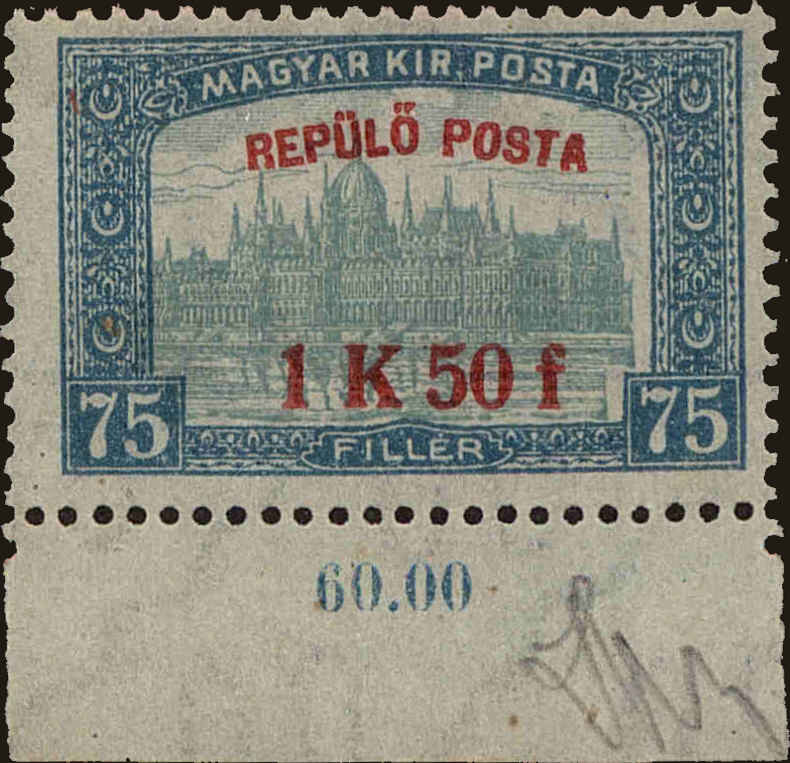 MAGYAR KIR. POSTA
REPÜLŐ POSTA
1 K 50 f
75 FILLÉR 75
60.00